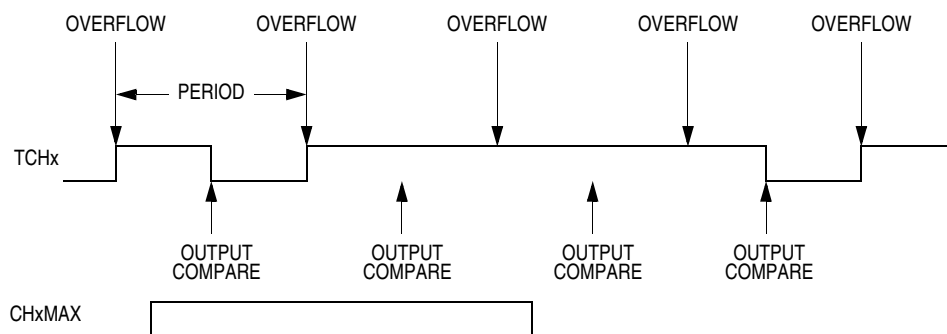 OVERFLOW OVERFLOW OVERFLOW OVERFLOW OVERFLOW
PERIOD
TCHx
OUTPUT OUTPUT OUTPUT OUTPUT
COMPARE COMPARE COMPARE COMPARE
CHxMAX